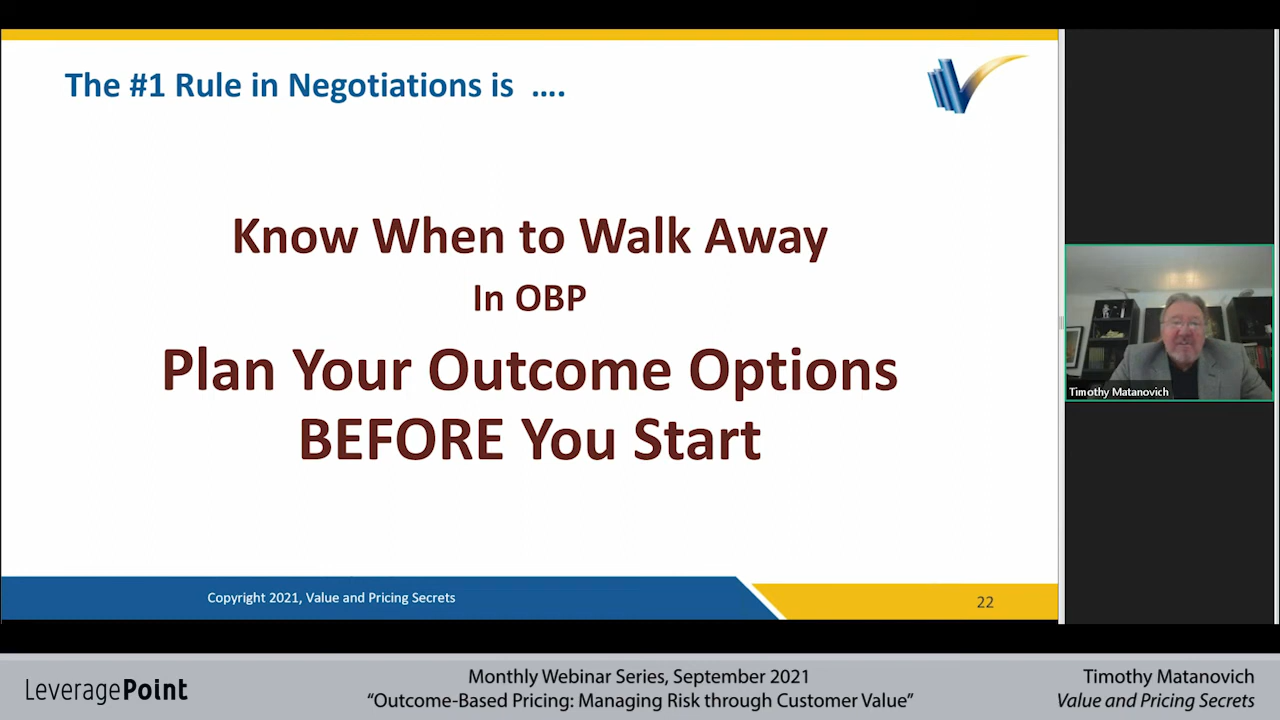 The #1 Rule in Negotiations is ....
Know When to Walk Away
In OBP
Plan Your Outcome Options
BEFORE You Start
Copyright 2021, Value and Pricing Secrets
22
Timothy Matanovich
LeveragePoint
Monthly Webinar Series, September 2021
“Outcome-Based Pricing: Managing Risk through Customer Value”
Timothy Matanovich
Value and Pricing Secrets